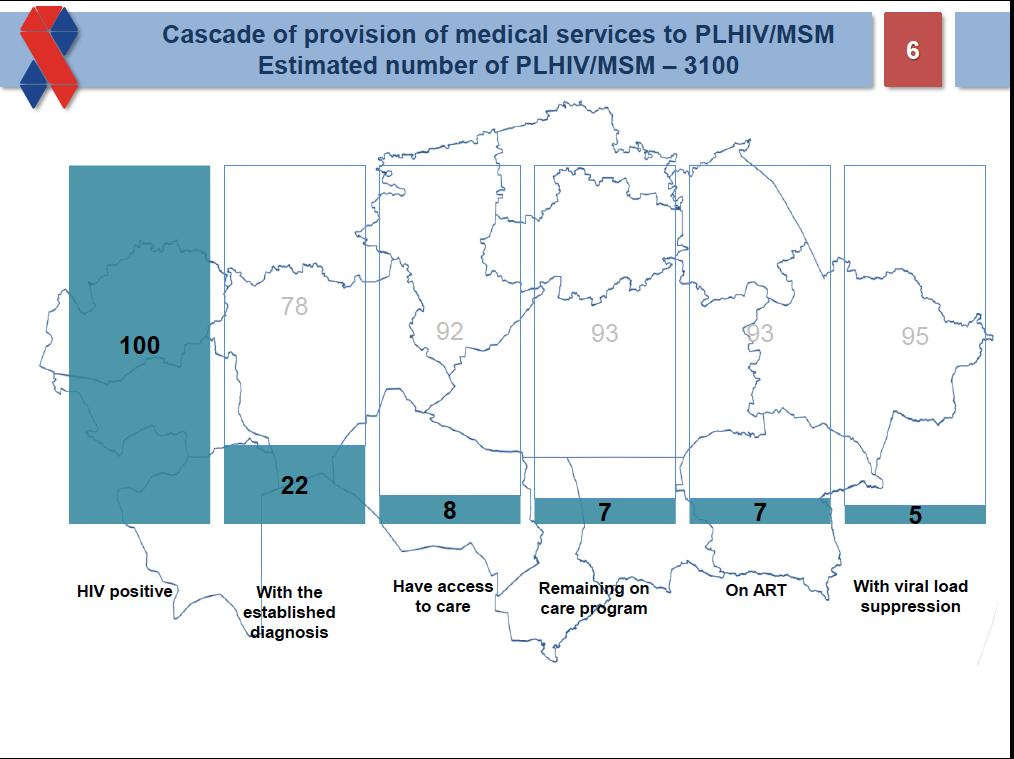 Cascade of provision of medical services to PLHIV/MSM
Estimated number of PLHIV/MSM – 3100
6
100
78
92
93
93
95
22
8
7
7
5
HIV positive
With the
established
diagnosis
Have access
to care
Remaining on
care program
On ART
With viral load
suppression